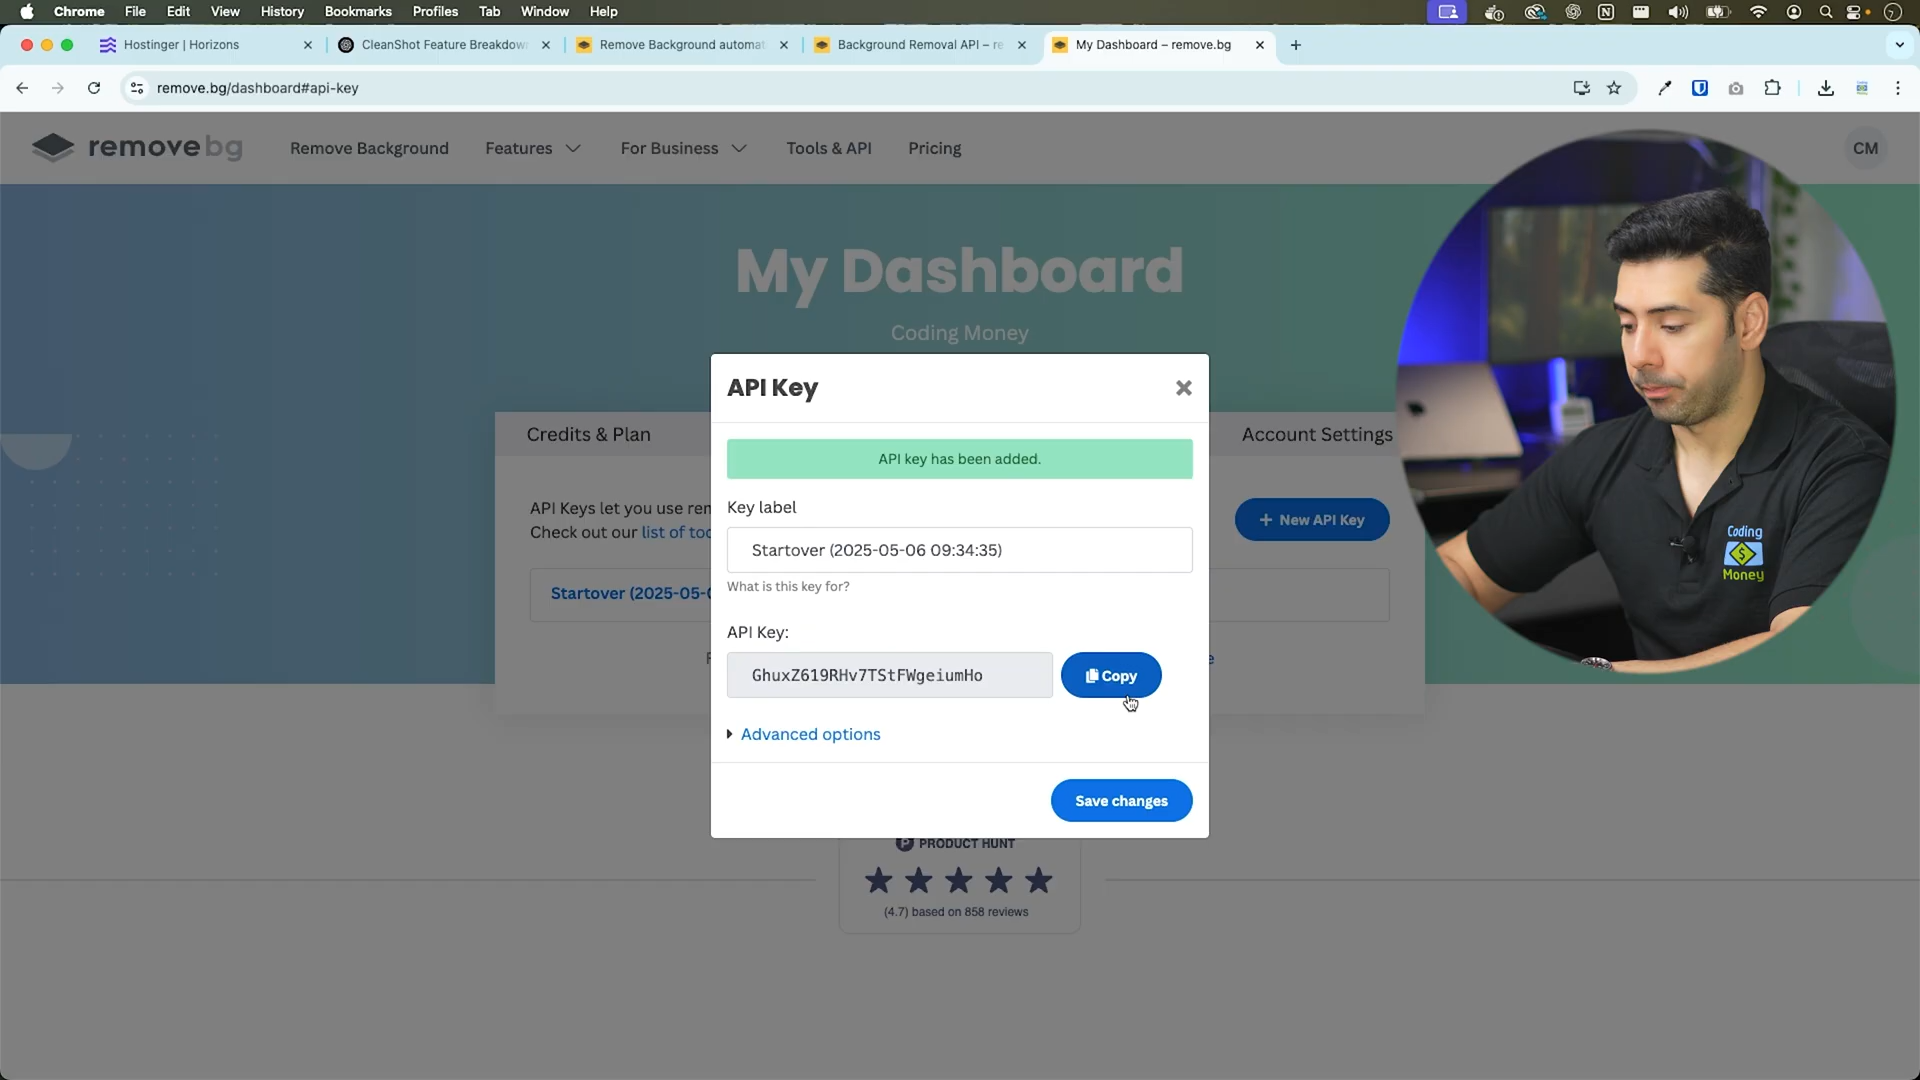 Chrome File Edit View History Bookmarks Profiles Tab Window Help
Hostinger | Horizons
CleanShot Feature Breakdow
Remove Background automat
Background Removal API – re
My Dashboard – remove.bg
remove.bg/dashboard#api-key
removebg
Remove Background
Features
For Business
Tools & API
Pricing
CM
My Dashboard
Coding Money
Credits & Plan
Account Settings
API Keys let you use rem
Check out our list of too
+ New API Key
Startover (2025-05-0
API Key
API key has been added.
Key label
Startover (2025-05-06 09:34:35)
What is this key for?
API Key:
GhuxZ619RHv7TStFWgeiumHo
Copy
Advanced options
Save changes
PRODUCT HUNT
(4.7) based on 858 reviews
Coding
$
Money